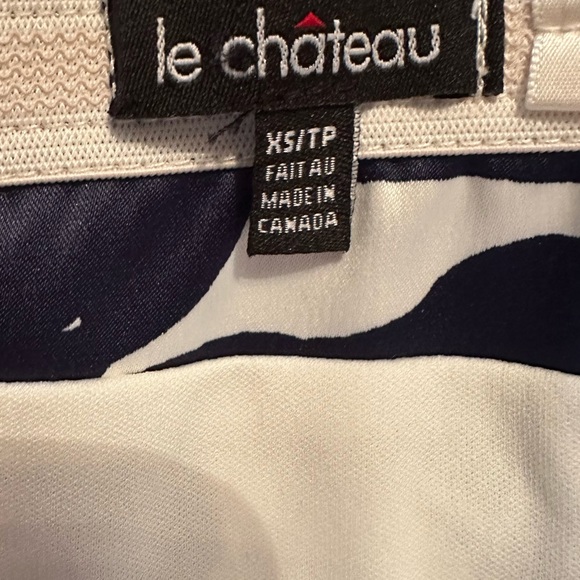 le château
XS/TP
FAIT AU
MADE IN
CANADA